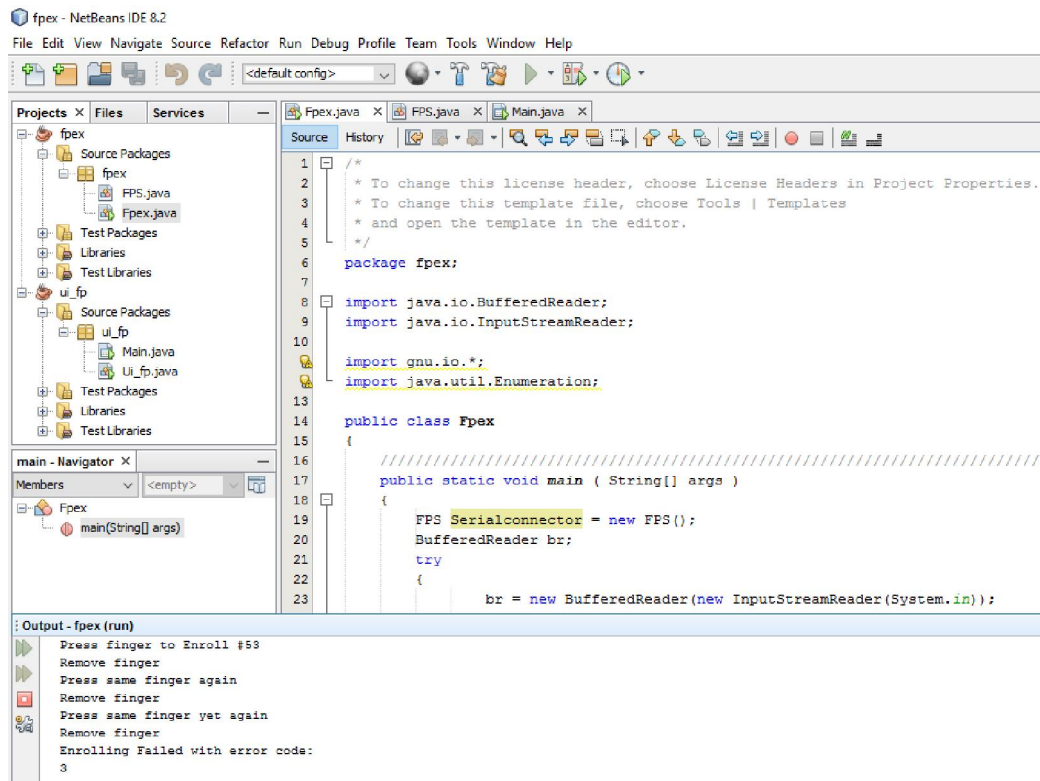 fpex - NetBeans IDE 8.2
File Edit View Navigate Source Refactor Run Debug Profile Team Tools Window Help
<default config>
Projects Files Services
fpex
Source Packages
fpex
FPS.java
Fpex.java
Test Packages
Libraries
Test Libraries
ui_fp
Source Packages
ui_fp
Main.java
Ui_fp.java
Test Packages
Libraries
Test Libraries
main - Navigator
Members <empty>
Fpex
main(String[] args)
Fpex.java FPS.java Main.java
Source History
1 /*
2 * To change this license header, choose License Headers in Project Properties.
3 * To change this template file, choose Tools | Templates
4 * and open the template in the editor.
5 */
6 package fpex;
7
8 import java.io.BufferedReader;
9 import java.io.InputStreamReader;
10
import gnu.io.*;
import java.util.Enumeration;
13
14 public class Fpex
15 {
16 ///////////////////////////////////////////////////////////////////////////
17 public static void main ( String[] args )
18 {
19 FPS Serialconnector = new FPS();
20 BufferedReader br;
21 try
22 {
23 br = new BufferedReader(new InputStreamReader(System.in));
Output - fpex (run)
Press finger to Enroll #53
Remove finger
Press same finger again
Remove finger
Press same finger yet again
Remove finger
Enrolling Failed with error code:
3